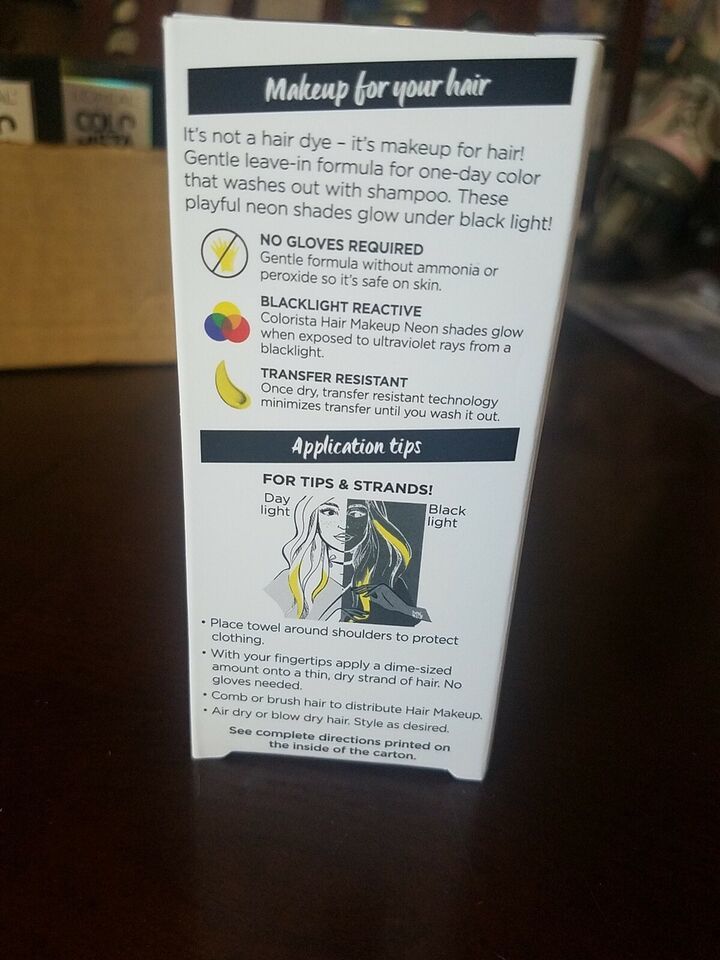 Makeup for your hair
It's not a hair dye – it's makeup for hair!
Gentle leave-in formula for one-day color
that washes out with shampoo. These
playful neon shades glow under black light!
NO GLOVES REQUIRED
Gentle formula without ammonia or
peroxide so it's safe on skin.
BLACKLIGHT REACTIVE
Colorista Hair Makeup Neon shades glow
when exposed to ultraviolet rays from a
blacklight.
TRANSFER RESISTANT
Once dry, transfer resistant technology
minimizes transfer until you wash it out.
Application tips
FOR TIPS & STRANDS!
Day
light
Black
light
• Place towel around shoulders to protect
clothing.
• With your fingertips apply a dime-sized
amount onto a thin, dry strand of hair. No
gloves needed.
• Comb or brush hair to distribute Hair Makeup.
• Air dry or blow dry hair. Style as desired.
See complete directions printed on
the inside of the carton.